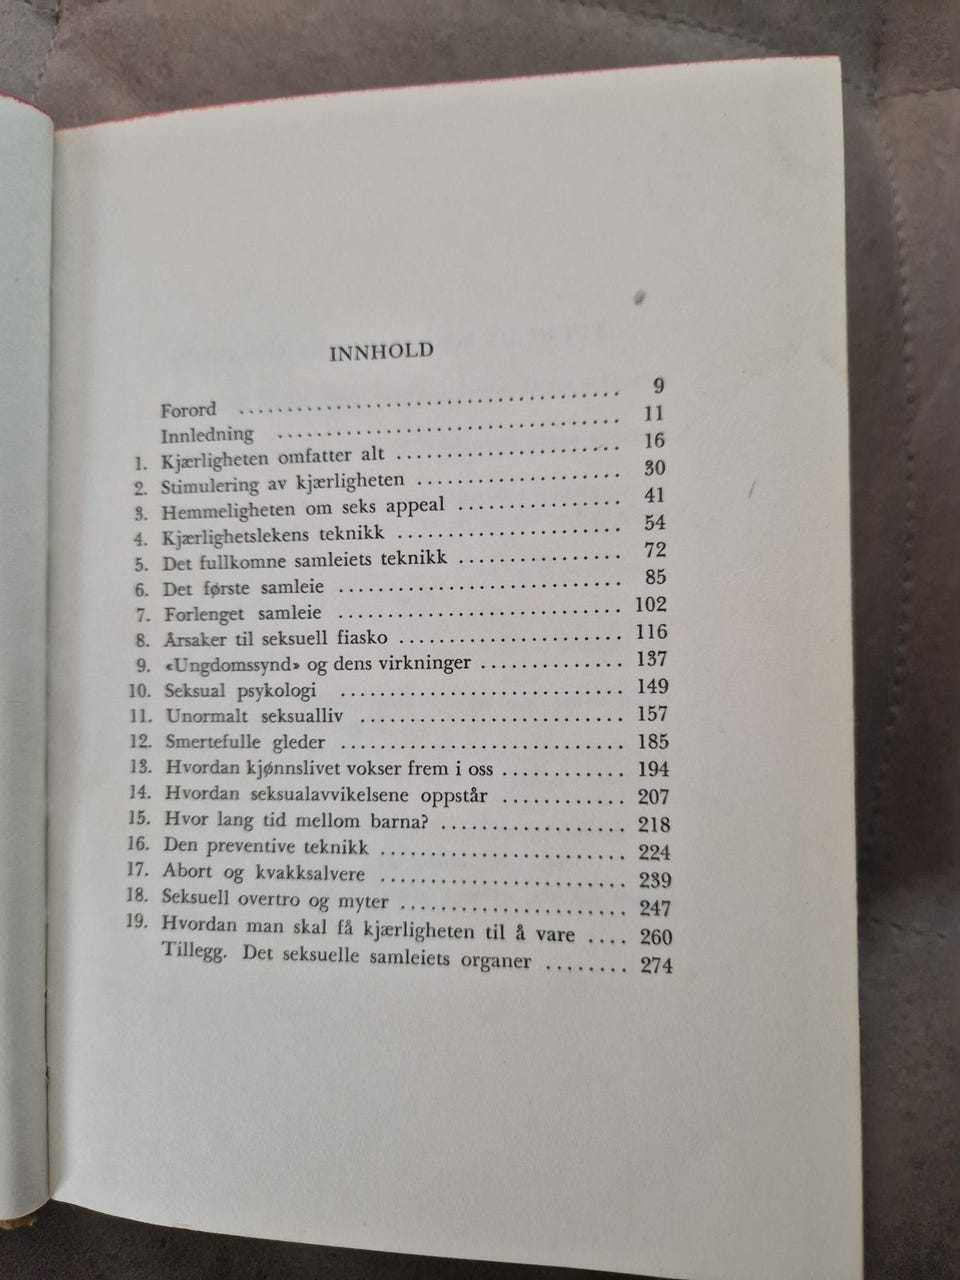 INNHOLD
Forord ........................................ 9
Innledning ................................... 11
1. Kjærligheten omfatter alt ......................... 16
2. Stimulering av kjærligheten ..................... 30
3. Hemmeligheten om seks appeal ................ 41
4. Kjærlighetslekens teknikk ....................... 54
5. Det fullkomne samleiets teknikk ................ 72
6. Det første samleie ............................ 85
7. Forlenget samleie ............................ 102
8. Årsaker til seksuell fiasko ...................... 116
9. «Ungdomssynd» og dens virkninger .............. 137
10. Seksual psykologi ............................ 149
11. Unormalt seksualliv .......................... 157
12. Smertefulle gleder ............................ 185
13. Hvordan kjønnslivet vokser frem i oss ............ 194
14. Hvordan seksualavvikelsene oppstår ............ 207
15. Hvor lang tid mellom barna? .................. 218
16. Den preventive teknikk ........................ 224
17. Abort og kvakksalvere ........................ 239
18. Seksuell overtro og myter ...................... 247
19. Hvordan man skal få kjærligheten til å vare .... 260
Tillegg. Det seksuelle samleiets organer ........ 274